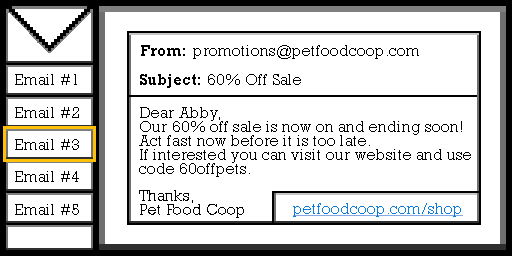 Email #1
Email #2
Email #3
Email #4
Email #5
From: promotions@petfoodcoop.com
Subject: 60% Off Sale
Dear Abby,
Our 60% off sale is now on and ending soon!
Act fast now before it is too late.
If interested you can visit our website and use
code 60offpets.
Thanks,
Pet Food Coop
petfoodcoop.com/shop